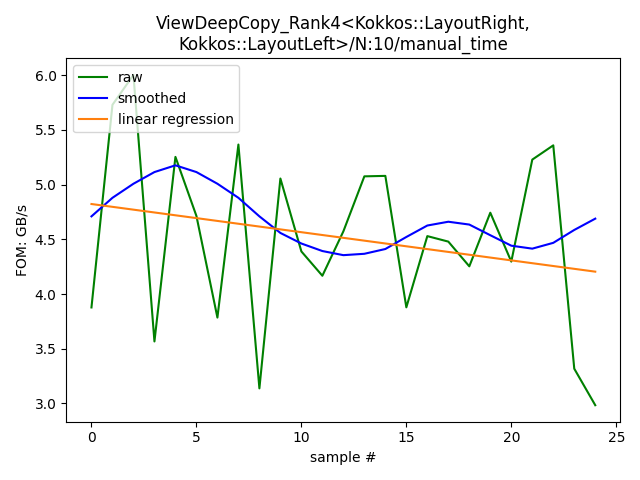 ViewDeepCopy_Rank4<Kokkos::LayoutRight,
Kokkos::LayoutLeft>/N:10/manual_time
raw
smoothed
linear regression
FOM: GB/s
6.0
5.5
5.0
4.5
4.0
3.5
3.0
0 5 10 15 20 25
sample #